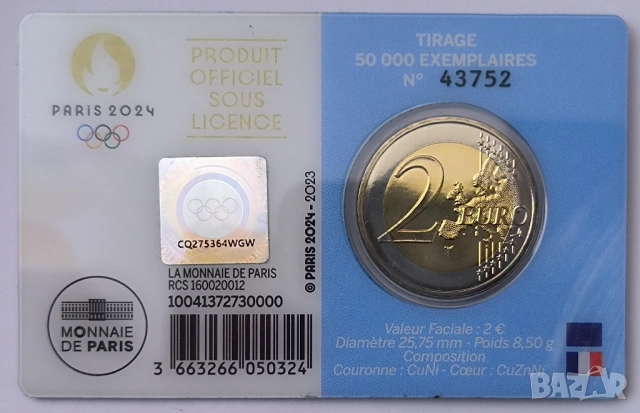 PARIS 2024
PRODUIT
OFFICIEL
SOUS
LICENCE
CQ275364WGW
LA MONNAIE DE PARIS
RCS 160020012
10041372730000
MONNAIE
DE PARIS
3 663266 050324
© PARIS 2024 - 2023
TIRAGE
50 000 EXEMPLAIRES
N° 43752
2 EURO
Valeur Faciale : 2 €
Diamètre 25,75 mm - Poids 8,50 g
Composition
Couronne : CuNi - Cœur : CuZnNi
BAZAR